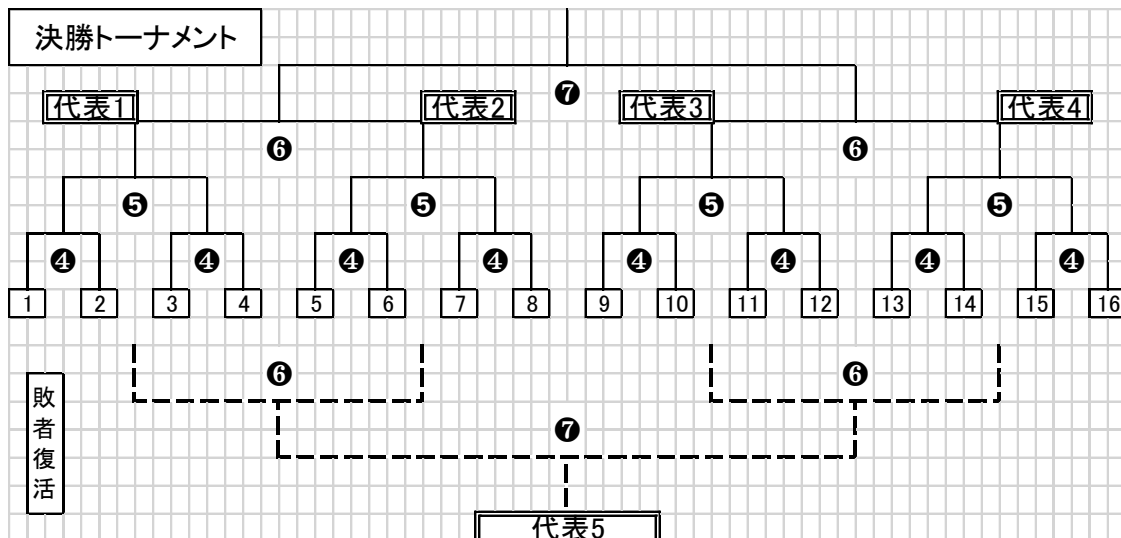 決勝トーナメント
❼
代表1 代表2 代表3 代表4
❻ ❻
❺ ❺ ❺ ❺
❹ ❹ ❹ ❹ ❹ ❹ ❹ ❹
1 2 3 4 5 6 7 8 9 10 11 12 13 14 15 16
❻ ❻
敗者復活
❼
代表5